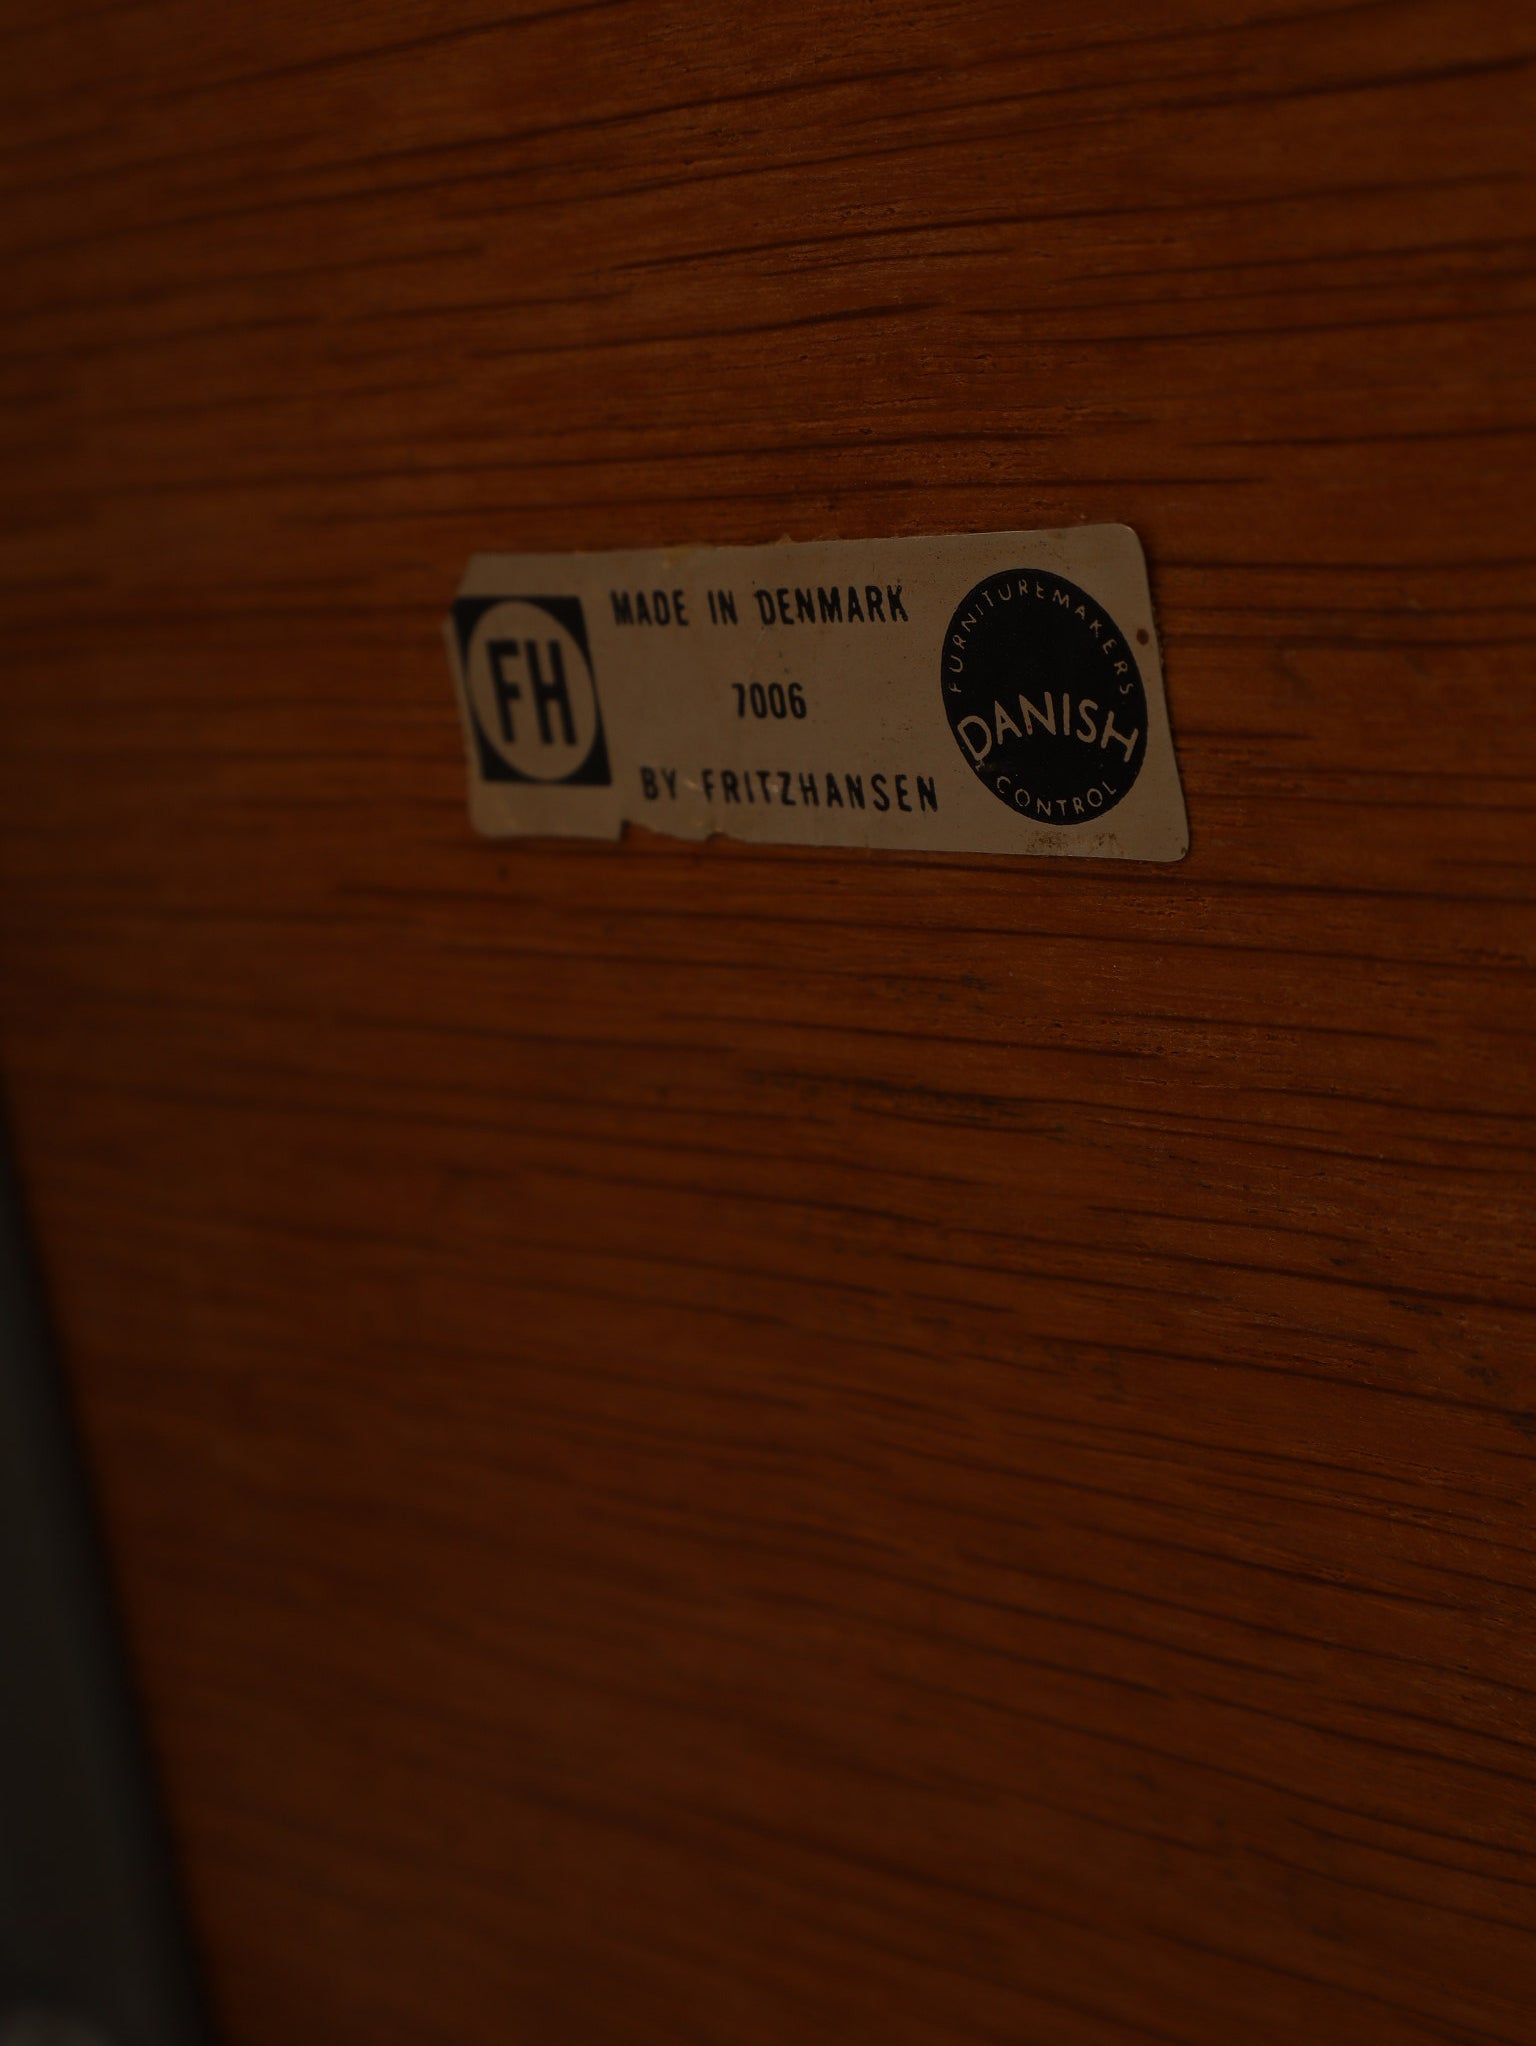 FH
MADE IN DENMARK
7006
BY FRITZHANSEN
FURNITUREMAKERS
DANISH
CONTROL